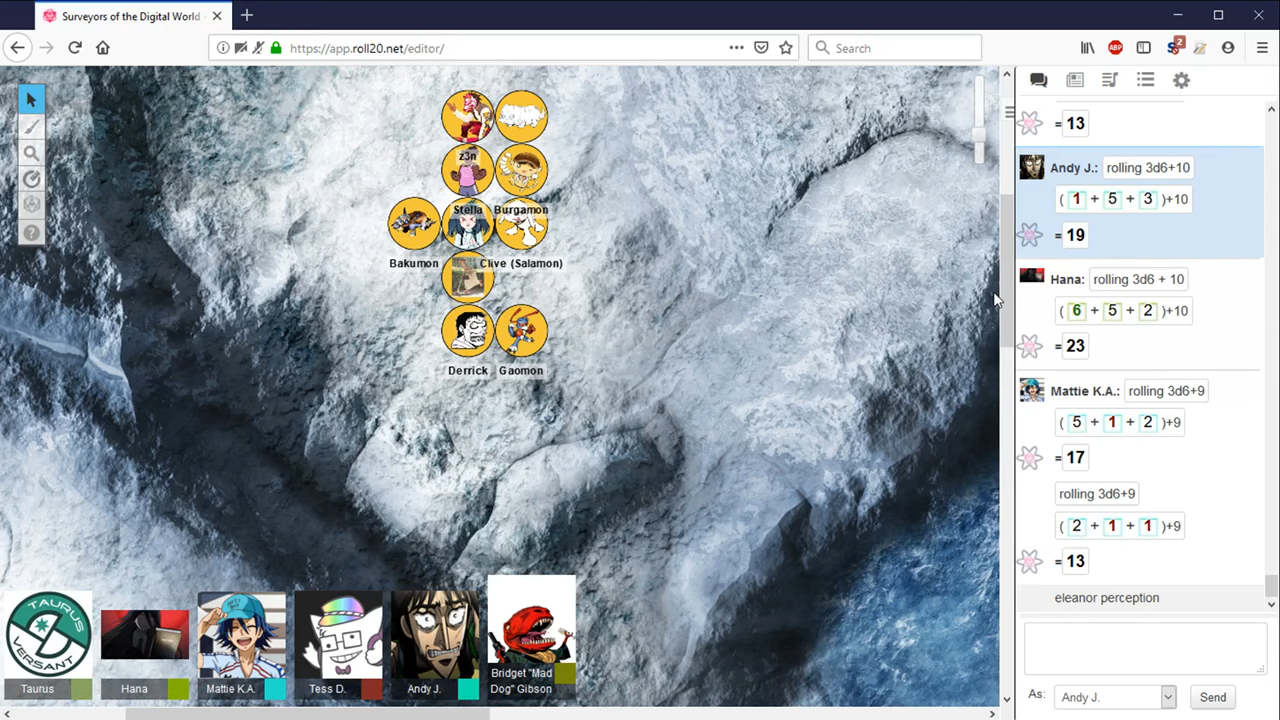 Surveyors of the Digital World
https://app.roll20.net/editor/
Search
ABP
2
z3n
Stella
Burgamon
Bakumon
Clive (Salamon)
Derrick
Gaomon
= 13
Andy J.: rolling 3d6+10
( 1 + 5 + 3 )+10
= 19
Hana: rolling 3d6 + 10
( 6 + 5 + 2 )+10
= 23
Mattie K.A.: rolling 3d6+9
( 5 + 1 + 2 )+9
= 17
rolling 3d6+9
( 2 + 1 + 1 )+9
= 13
eleanor perception
As: Andy J. Send
TAURUS
VERSANT
Taurus
Hana
Mattie K.A.
Tess D.
Andy J.
Bridget "Mad
Dog" Gibson